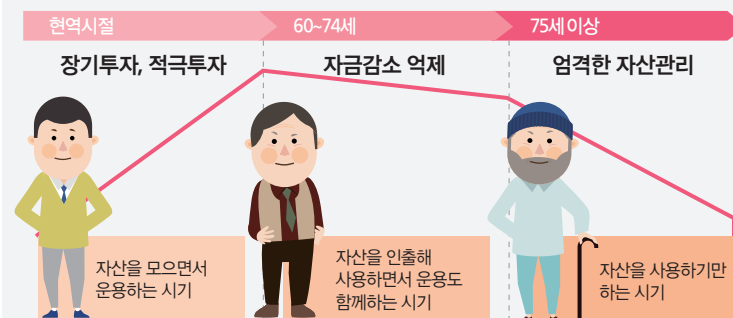 현역시절
60~74세
75세 이상
장기투자, 적극투자
자금감소 억제
엄격한 자산관리
자산을 모으면서
운용하는 시기
자산을 인출해
사용하면서 운용도
함께하는 시기
자산을 사용하기만
하는 시기